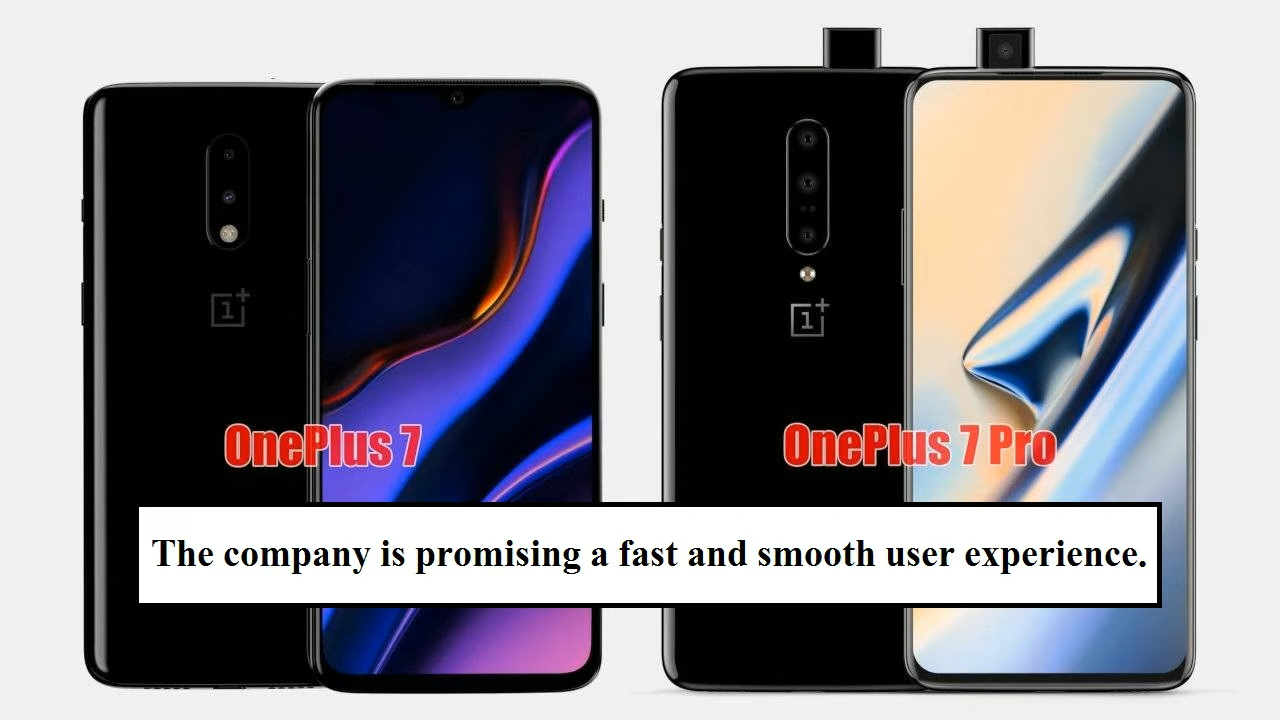 OnePlus 7
OnePlus 7 Pro
The company is promising a fast and smooth user experience.